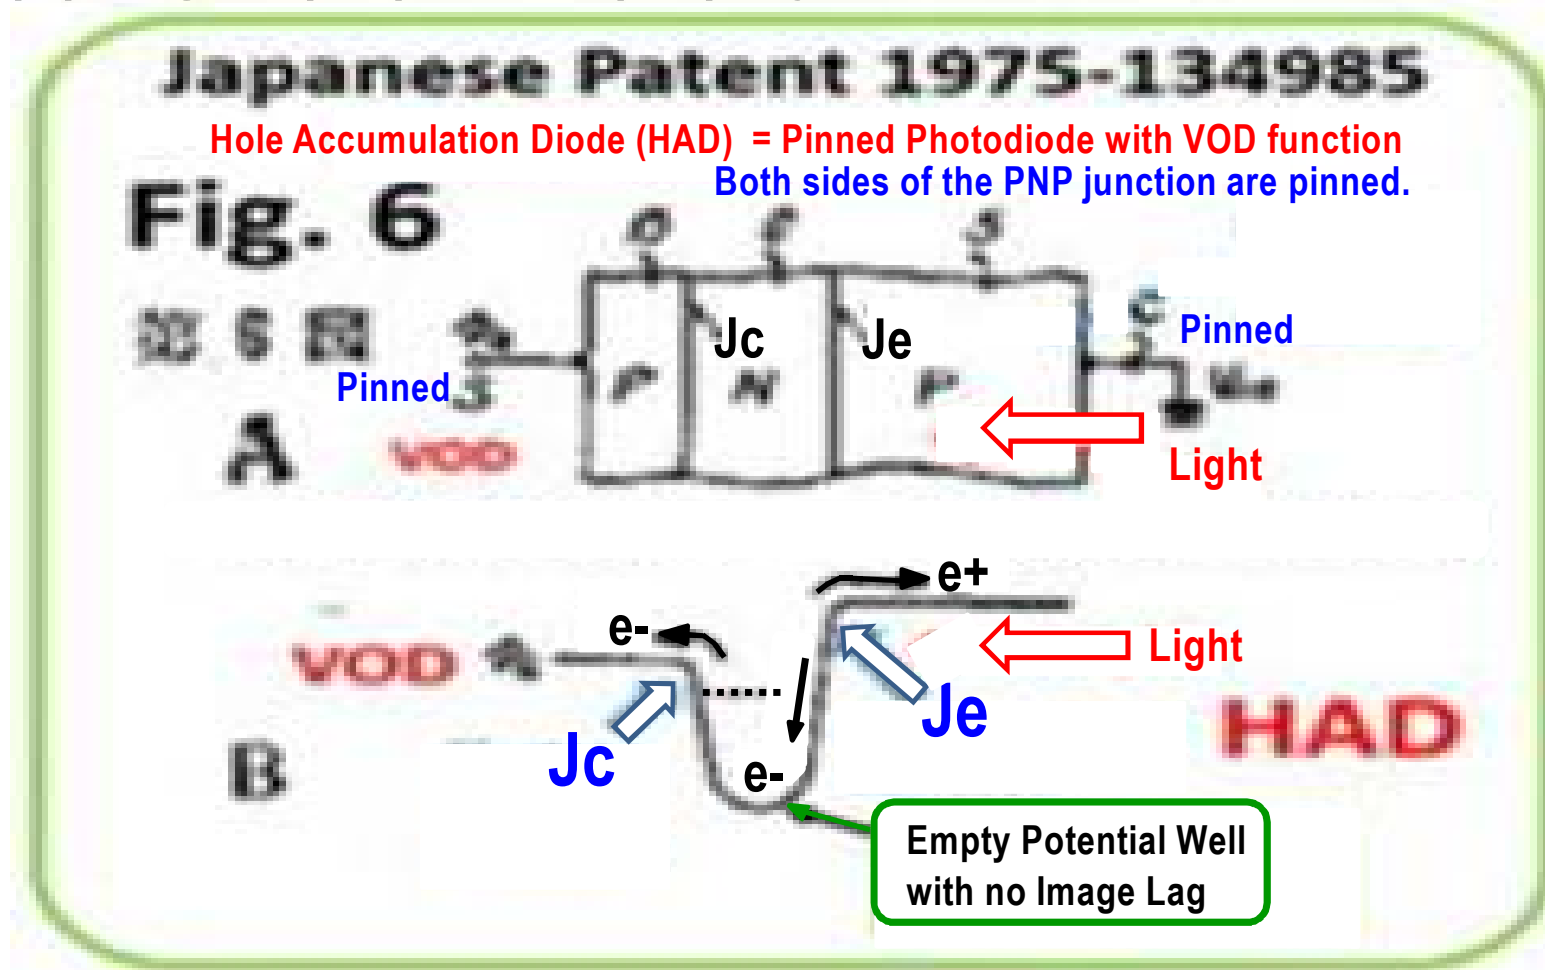 Japanese Patent 1975-134985
Hole Accumulation Diode (HAD) = Pinned Photodiode with VOD function
Both sides of the PNP junction are pinned.
Fig. 6
6
Jc
Je
C
Pinned
Pinned
P
N
P
A
VOD
Light
e-
e+
VOD
Light
Jc
Je
HAD
B
e-
Empty Potential Well
with no Image Lag